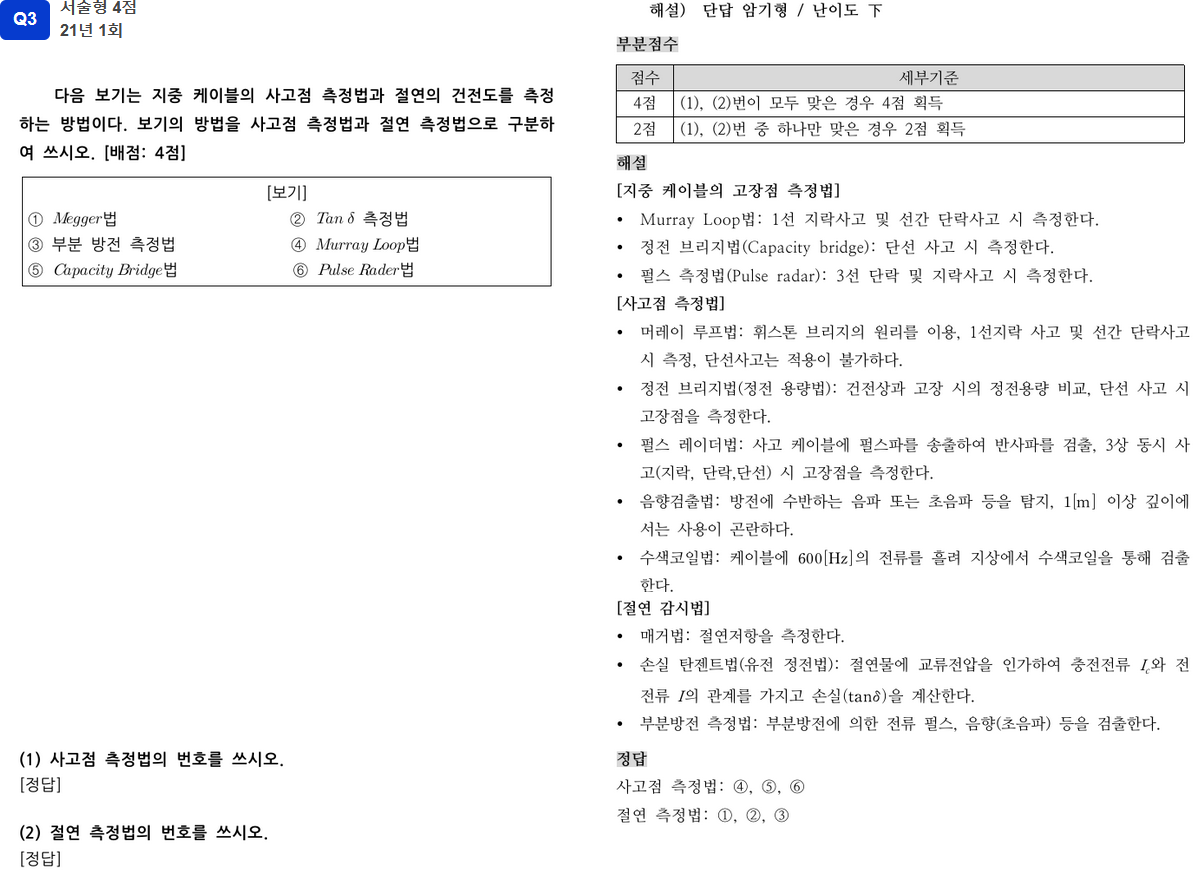 Q3
서술형 4점
21년 1회
다음 보기는 지중 케이블의 사고점 측정법과 절연의 건전도를 측정
하는 방법이다. 보기의 방법을 사고점 측정법과 절연 측정법으로 구분하
여 쓰시오. [배점: 4점]
[보기]
① Megger법 ② Tan δ 측정법
③ 부분 방전 측정법 ④ Murray Loop법
⑤ Capacity Bridge법 ⑥ Pulse Rader법
(1) 사고점 측정법의 번호를 쓰시오.
[정답]
(2) 절연 측정법의 번호를 쓰시오.
[정답]
해설) 단답 암기형 / 난이도 下
부분점수
점수 세부기준
4점 (1), (2)번이 모두 맞은 경우 4점 획득
2점 (1), (2)번 중 하나만 맞은 경우 2점 획득
해설
[지중 케이블의 고장점 측정법]
• Murray Loop법: 1선 지락사고 및 선간 단락사고 시 측정한다.
• 정전 브리지법(Capacity bridge): 단선 사고 시 측정한다.
• 펄스 측정법(Pulse radar): 3선 단락 및 지락사고 시 측정한다.
[사고점 측정법]
• 머레이 루프법: 휘스톤 브리지의 원리를 이용, 1선지락 사고 및 선간 단락사고
시 측정, 단선사고는 적용이 불가하다.
• 정전 브리지법(정전 용량법): 건전상과 고장 시의 정전용량 비교, 단선 사고 시
고장점을 측정한다.
• 펄스 레이더법: 사고 케이블에 펄스파를 송출하여 반사파를 검출, 3상 동시 사
고(지락, 단락,단선) 시 고장점을 측정한다.
• 음향검출법: 방전에 수반하는 음파 또는 초음파 등을 탐지, 1[m] 이상 깊이에
서는 사용이 곤란하다.
• 수색코일법: 케이블에 600[Hz]의 전류를 흘려 지상에서 수색코일을 통해 검출
한다.
[절연 감시법]
• 매거법: 절연저항을 측정한다.
• 손실 탄젠트법(유전 정전법): 절연물에 교류전압을 인가하여 충전전류 I_c와 전
전류 I의 관계를 가지고 손실(tanδ)을 계산한다.
• 부분방전 측정법: 부분방전에 의한 전류 펄스, 음향(초음파) 등을 검출한다.
정답
사고점 측정법: ④, ⑤, ⑥
절연 측정법: ①, ②, ③